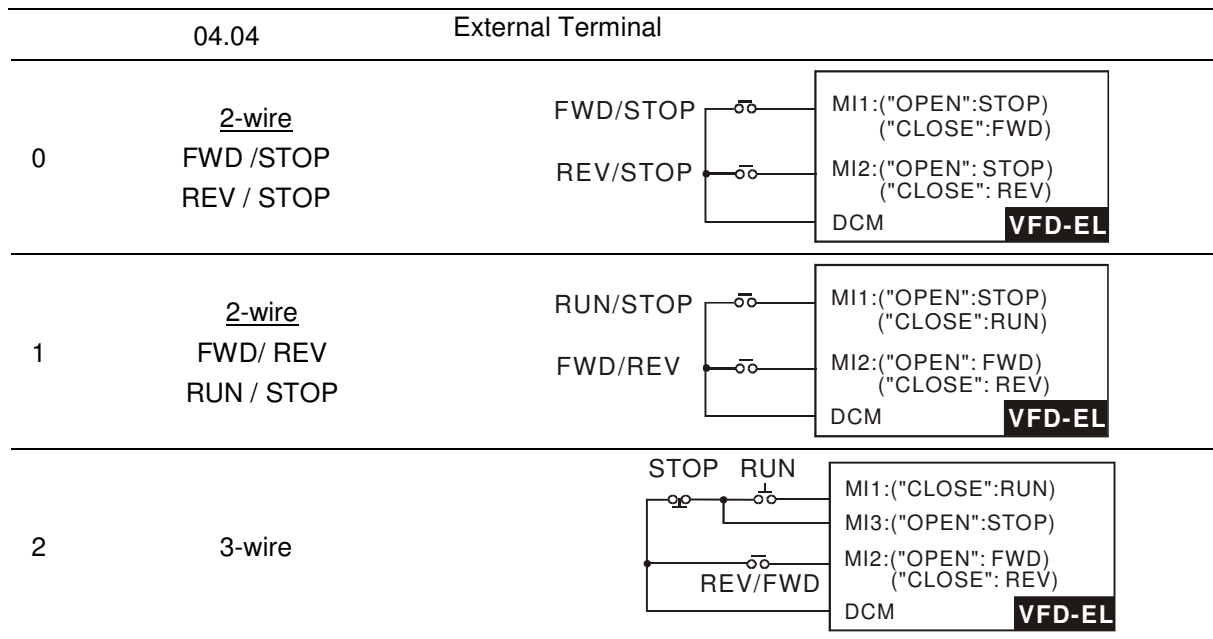 04.04 External Terminal
0
2-wire
FWD /STOP
REV / STOP
FWD/STOP
REV/STOP
MI1:("OPEN":STOP)
("CLOSE":FWD)
MI2:("OPEN": STOP)
("CLOSE": REV)
DCM
VFD-EL
1
2-wire
FWD/ REV
RUN / STOP
RUN/STOP
FWD/REV
MI1:("OPEN":STOP)
("CLOSE":RUN)
MI2:("OPEN": FWD)
("CLOSE": REV)
DCM
VFD-EL
2
3-wire
STOP RUN
REV/FWD
MI1:("CLOSE":RUN)
MI3:("OPEN":STOP)
MI2:("OPEN": FWD)
("CLOSE": REV)
DCM
VFD-EL